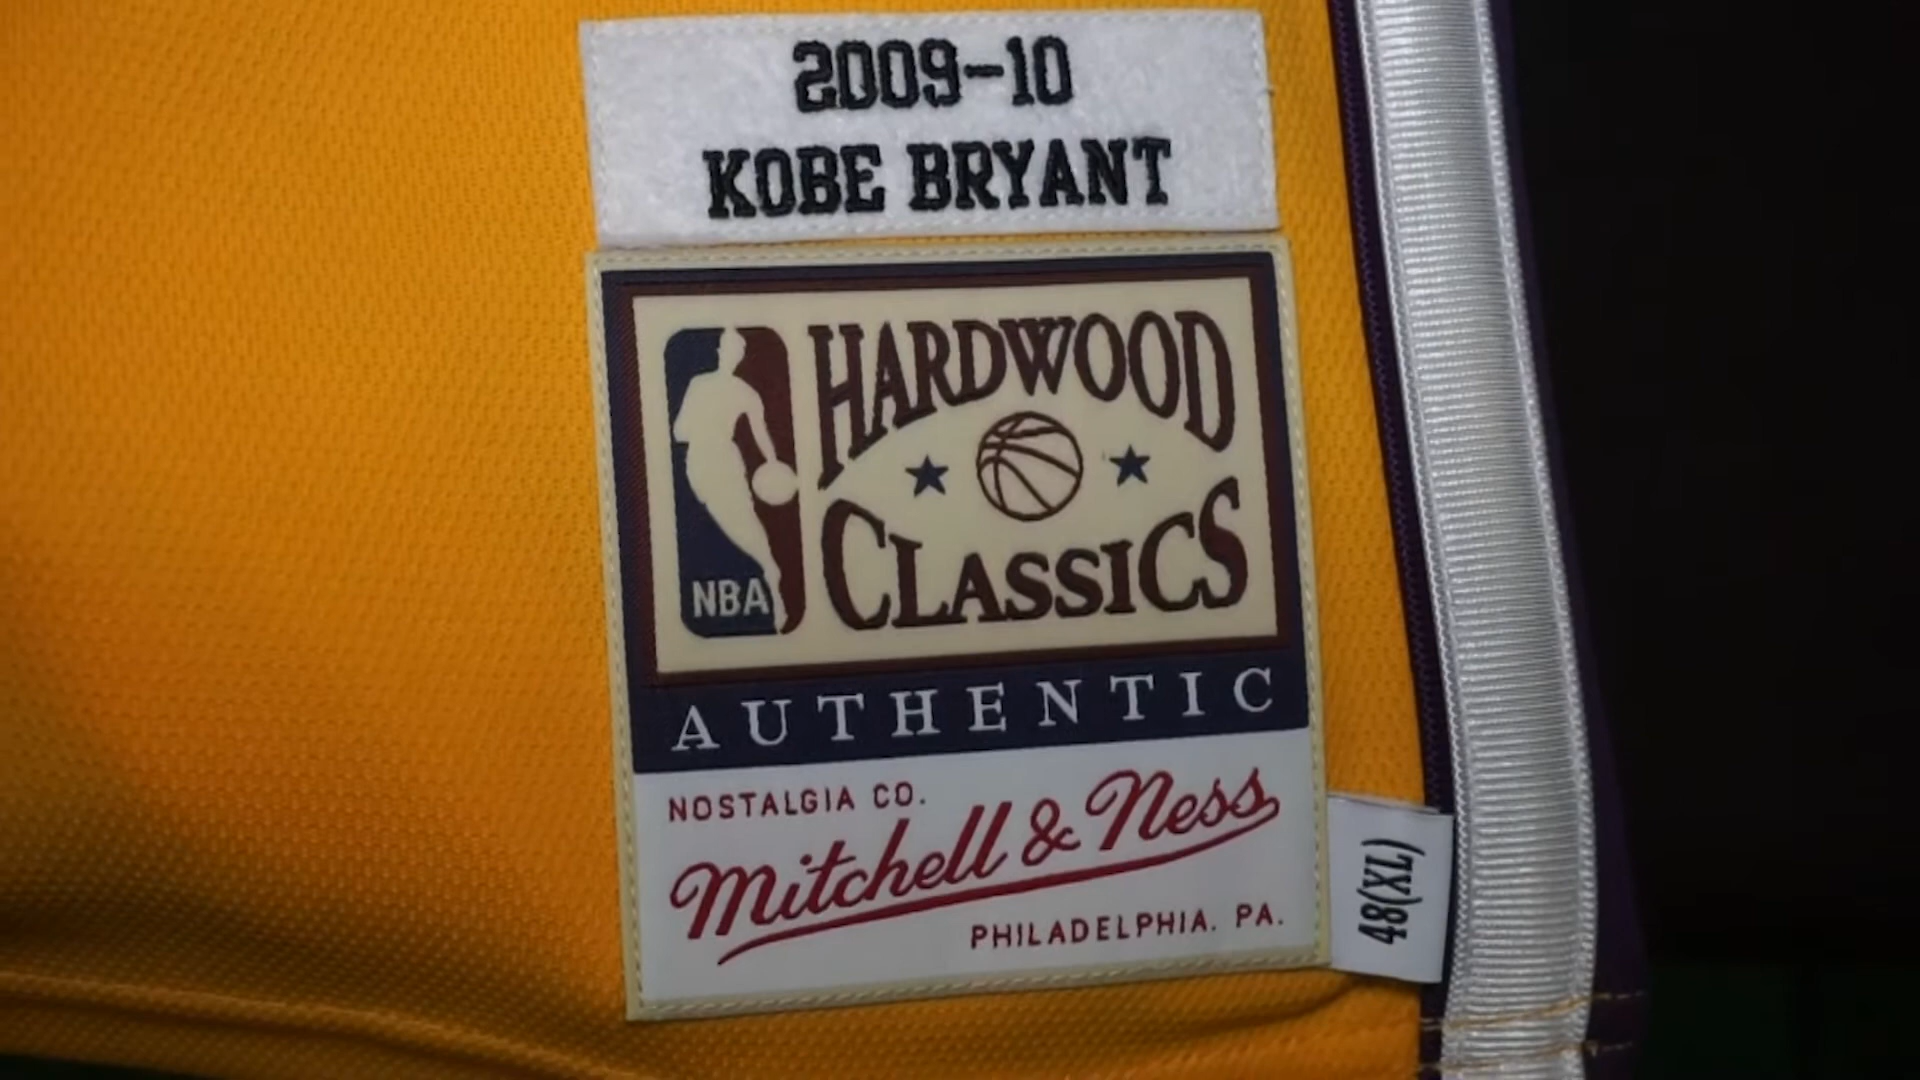 2009-10
KOBE BRYANT
HARDWOOD
CLASSICS
NBA
AUTHENTIC
NOSTALGIA CO.
Mitchell & Ness
PHILADELPHIA. PA.
48(XL)